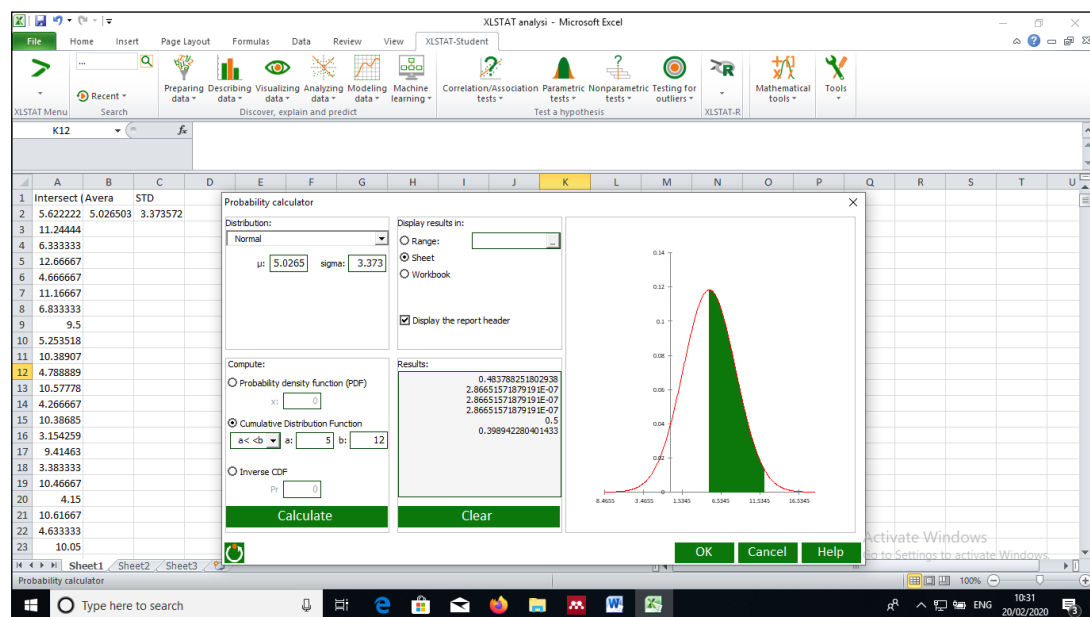 XLSTAT analysi - Microsoft Excel
File Home Insert Page Layout Formulas Data Review View XLSTAT-Student
...
Recent
Preparing data
Describing data
Visualizing data
Analyzing data
Modeling data
Machine learning
Correlation/Association tests
Parametric tests
Nonparametric tests
Testing for outliers
Mathematical tools
Tools
XLSTAT Menu Search Discover, explain and predict Test a hypothesis XLSTAT-R
K12 fx
A B C D E F G H I J K L M N O P Q R S T U
1 Intersect ( Avera STD
2 5.622222 5.026503 3.373572
3 11.24444
4 6.333333
5 12.66667
6 4.666667
7 11.16667
8 6.833333
9 9.5
10 5.253518
11 10.38907
12 4.788889
13 10.57778
14 4.266667
15 10.38685
16 3.154259
17 9.41463
18 3.383333
19 10.46667
20 4.15
21 10.61667
22 4.633333
23 10.05
Probability calculator
Distribution:
Normal
μ: 5.0265 sigma: 3.373
Display results in:
Range: ...
Sheet
Workbook
Display the report header
Compute:
Probability density function (PDF)
x: 0
Cumulative Distribution Function
a< <b a: 5 b: 12
Inverse CDF
Pr 0
Calculate
Results:
0.483788251802938
2.86651571879191E-07
2.86651571879191E-07
2.86651571879191E-07
0.5
0.398942280401433
Clear
0.14
0.12
0.1
0.08
0.06
0.04
0.02
0
8.4655 3.4655 1.5345 6.5345 11.5345 16.5345
OK Cancel Help
Activate Windows
Go to Settings to activate Windows.
Sheet1 Sheet2 Sheet3
Probability calculator 100%
Type here to search
W
ENG
10:31
20/02/2020
3